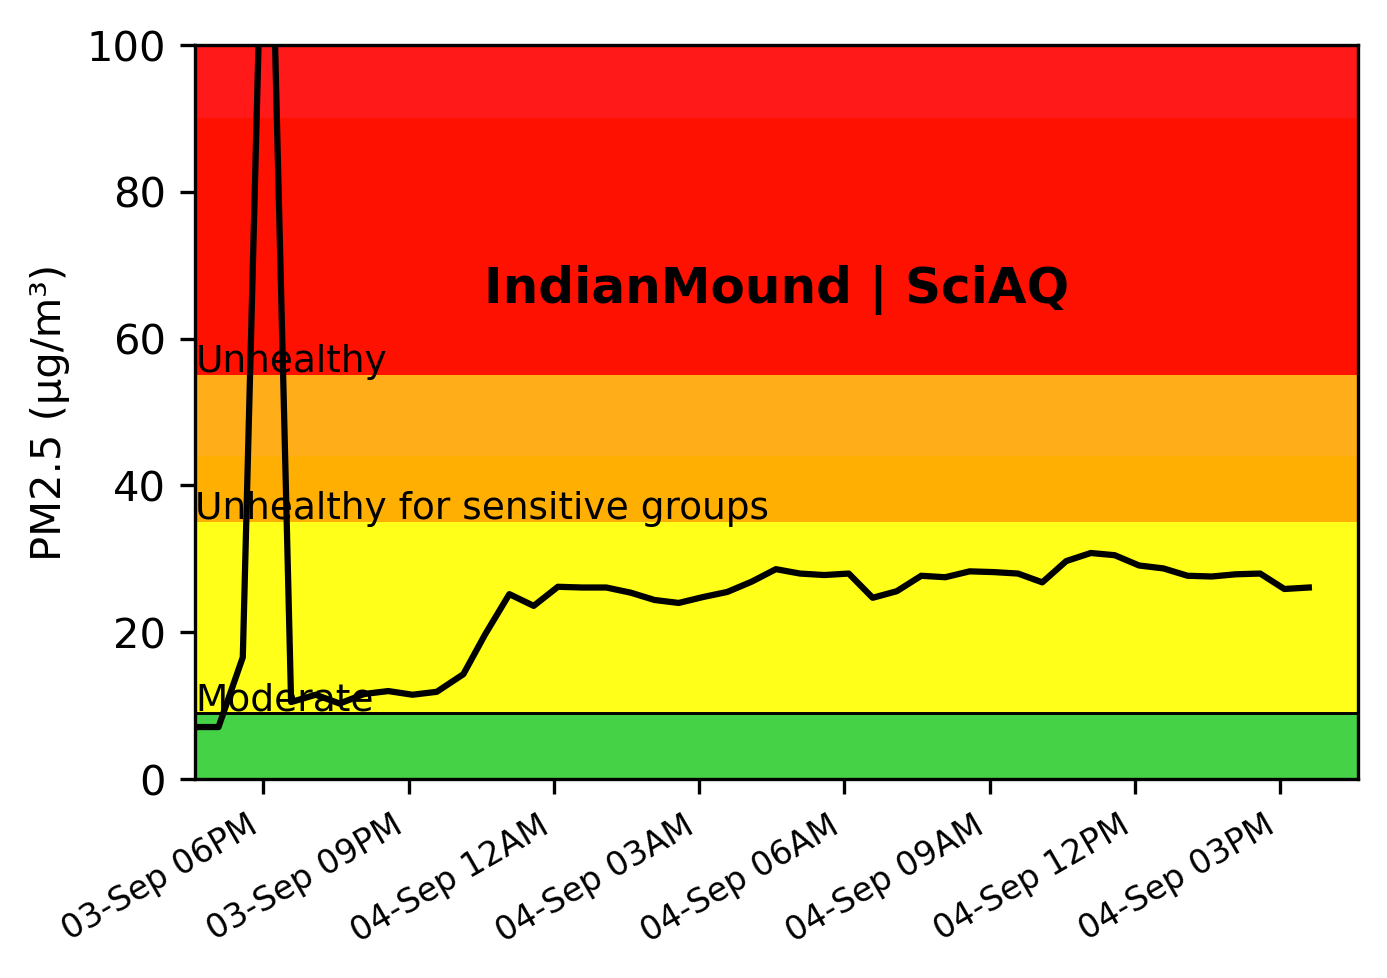 100
80
60
40
20
0
PM2.5 (µg/m³)
IndianMound | SciAQ
Unhealthy
Unhealthy for sensitive groups
Moderate
03-Sep 06PM
03-Sep 09PM
04-Sep 12AM
04-Sep 03AM
04-Sep 06AM
04-Sep 09AM
04-Sep 12PM
04-Sep 03PM